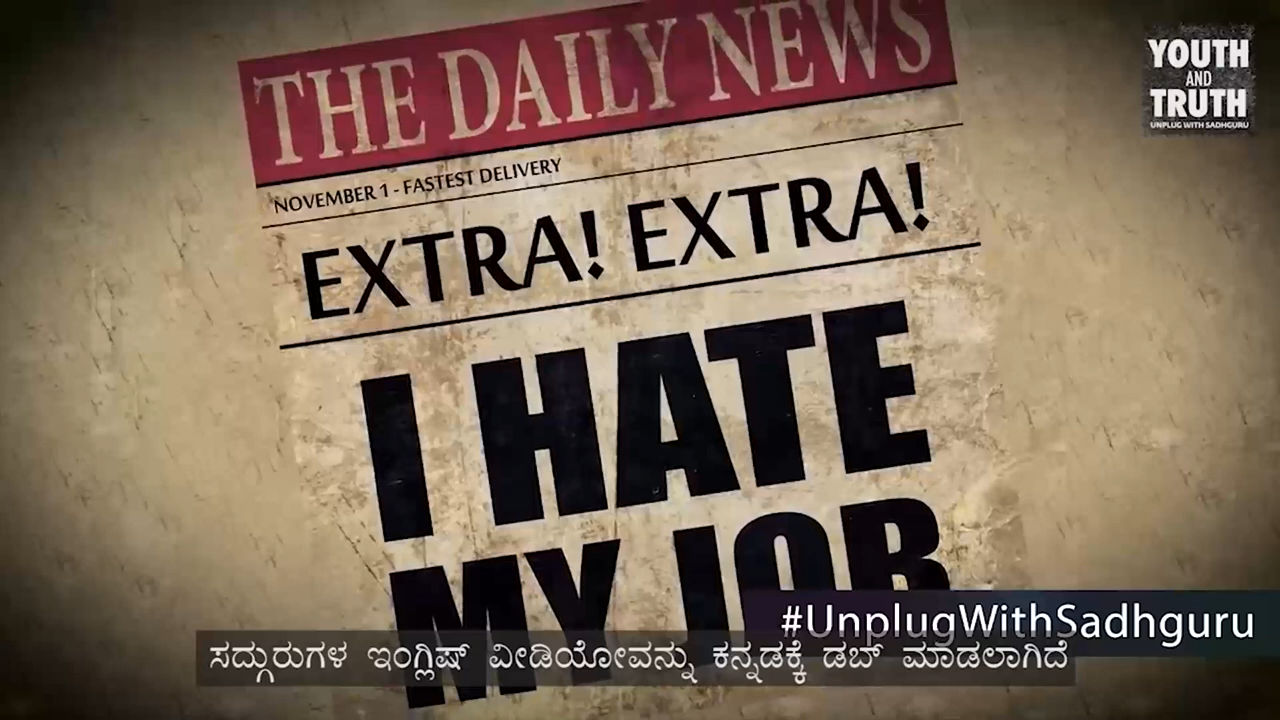 THE DAILY NEWS
NOVEMBER 1 - FASTEST DELIVERY
EXTRA! EXTRA!
I HATE
MY JOB
YOUTH
AND
TRUTH
UNPLUG WITH SADHGURU
#UnplugWithSadhguru
ಸದ್ಗುರುಗಳ ಇಂಗ್ಲಿಷ್ ವೀಡಿಯೋವನ್ನು ಕನ್ನಡಕ್ಕೆ ಡಬ್ ಮಾಡಲಾಗಿದೆ